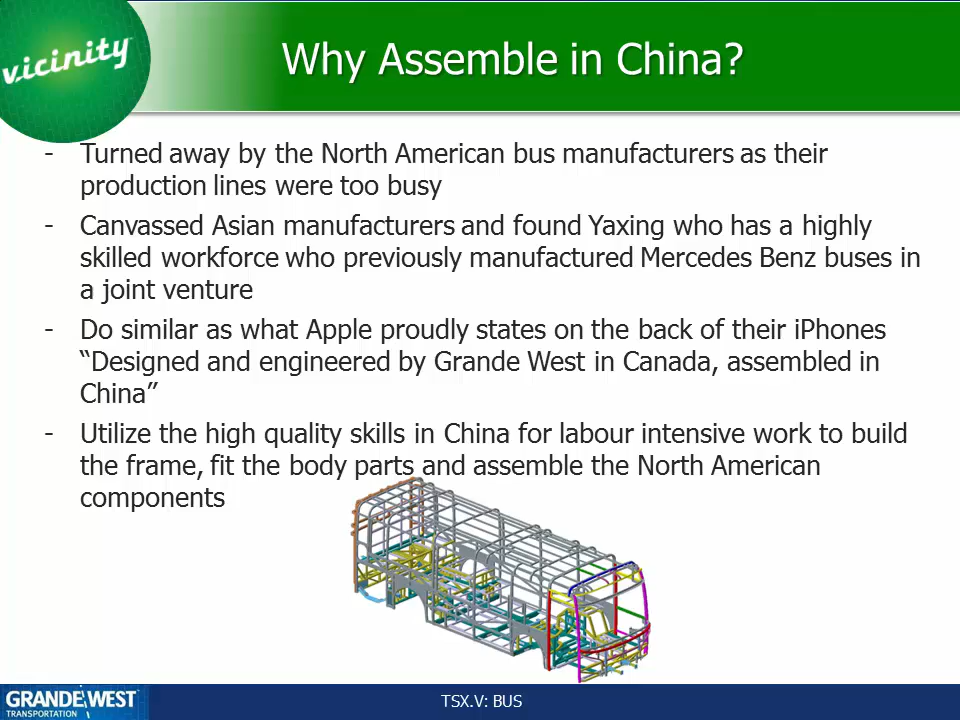 vicinity
Why Assemble in China?
- Turned away by the North American bus manufacturers as their
production lines were too busy
- Canvassed Asian manufacturers and found Yaxing who has a highly
skilled workforce who previously manufactured Mercedes Benz buses in
a joint venture
- Do similar as what Apple proudly states on the back of their iPhones
“Designed and engineered by Grande West in Canada, assembled in
China”
- Utilize the high quality skills in China for labour intensive work to build
the frame, fit the body parts and assemble the North American
components
GRANDE WEST
TRANSPORTATION
TSX.V: BUS